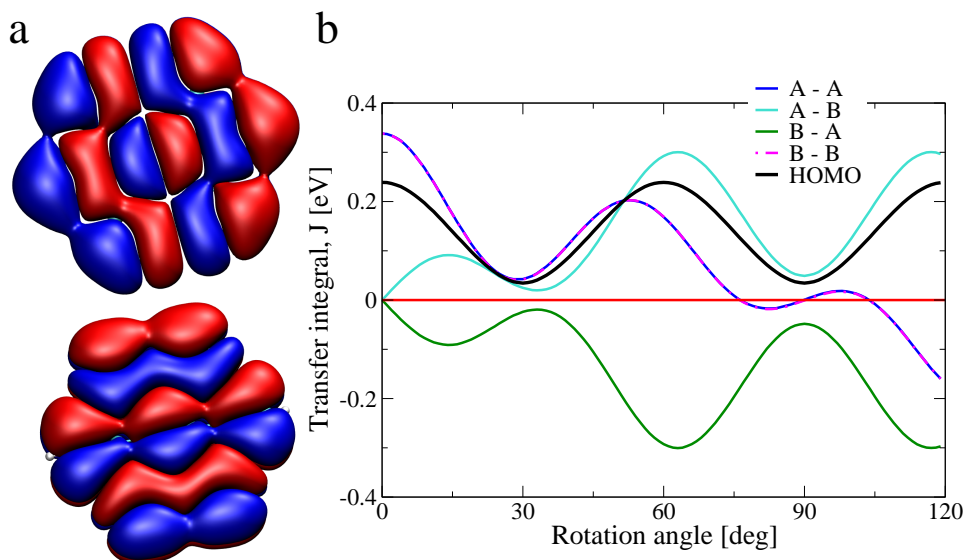 a
b
A - A
A - B
B - A
B - B
HOMO
Transfer integral, J [eV]
0.4
0.2
0
-0.2
-0.4
0
30
60
90
120
Rotation angle [deg]